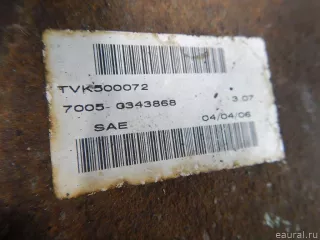 TVK500072
7005- G343868 3.07
SAE 04/04/06
eaural.ru